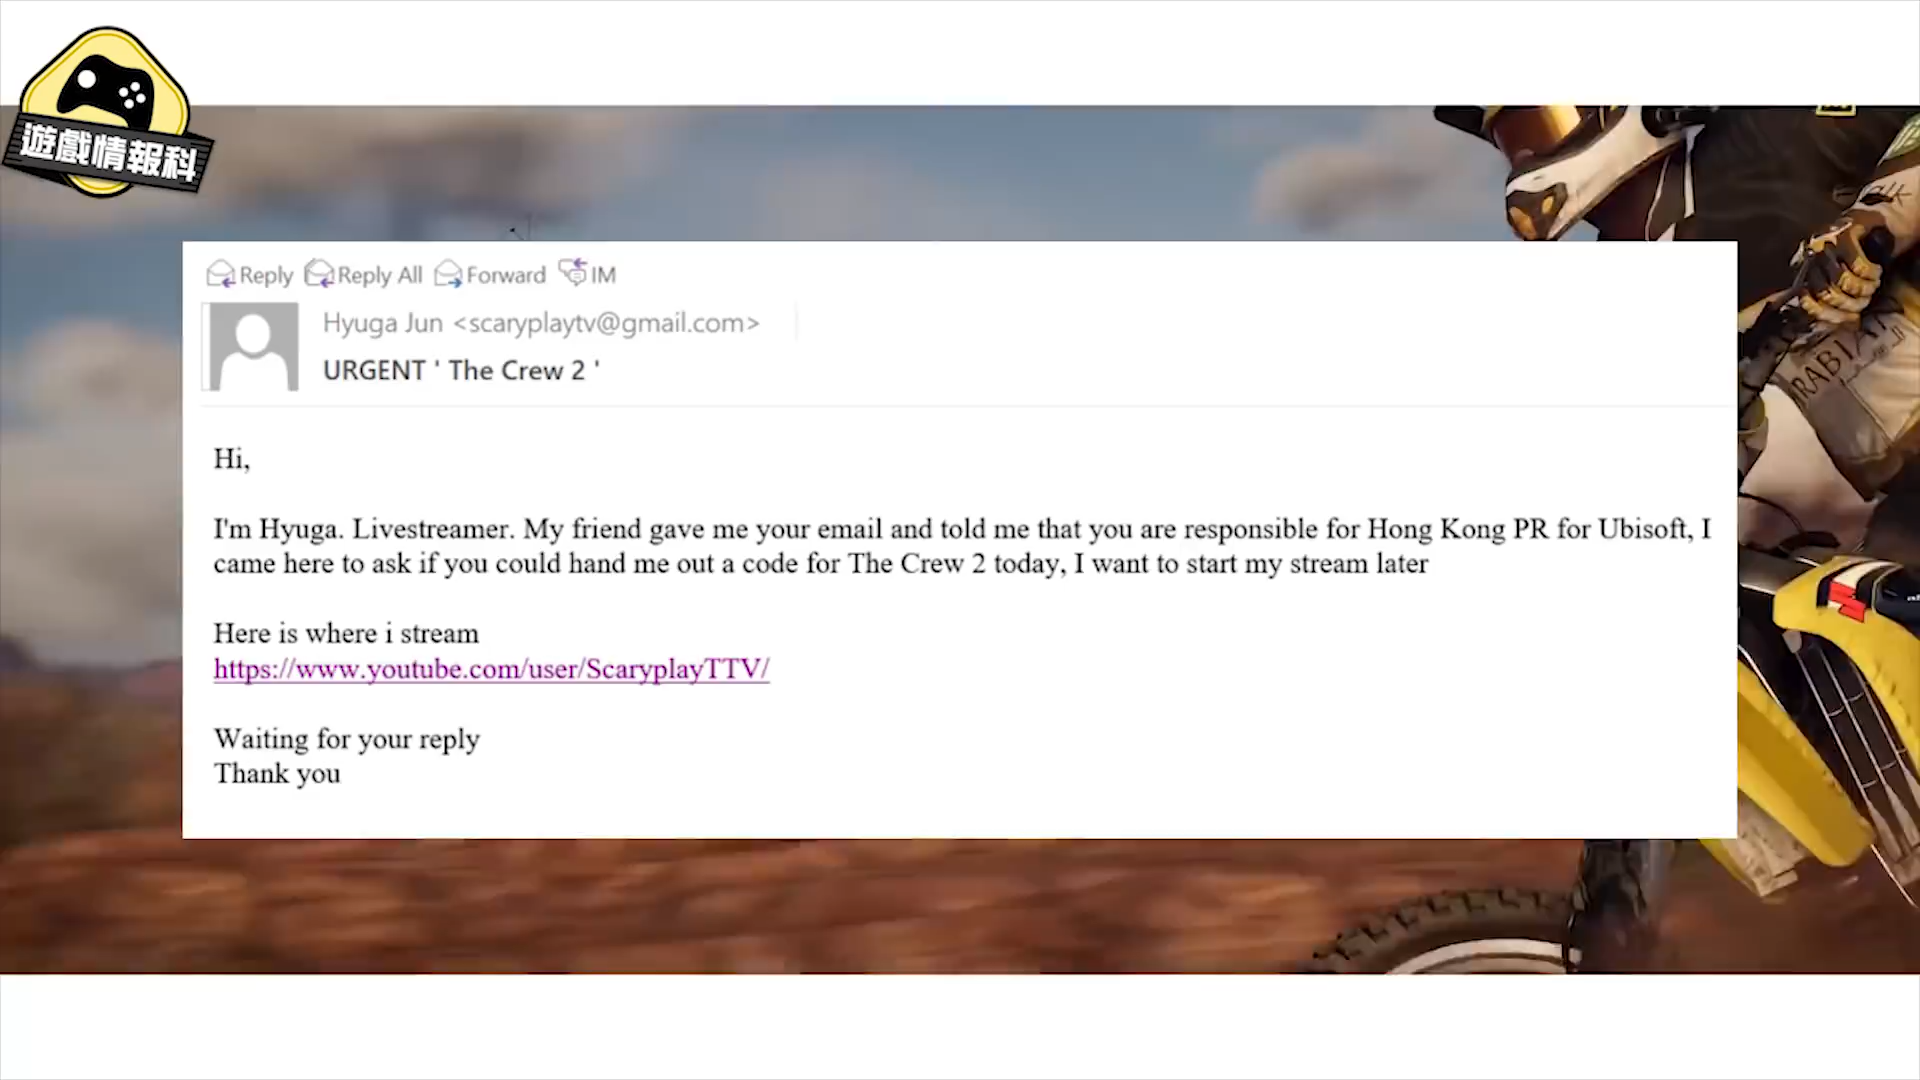 遊戲情報科
Reply Reply All Forward IM
Hyuga Jun <scaryplaytv@gmail.com>
URGENT ' The Crew 2 '
Hi,
I'm Hyuga. Livestreamer. My friend gave me your email and told me that you are responsible for Hong Kong PR for Ubisoft, I
came here to ask if you could hand me out a code for The Crew 2 today, I want to start my stream later
Here is where i stream
https://www.youtube.com/user/ScaryplayTTV/
Waiting for your reply
Thank you